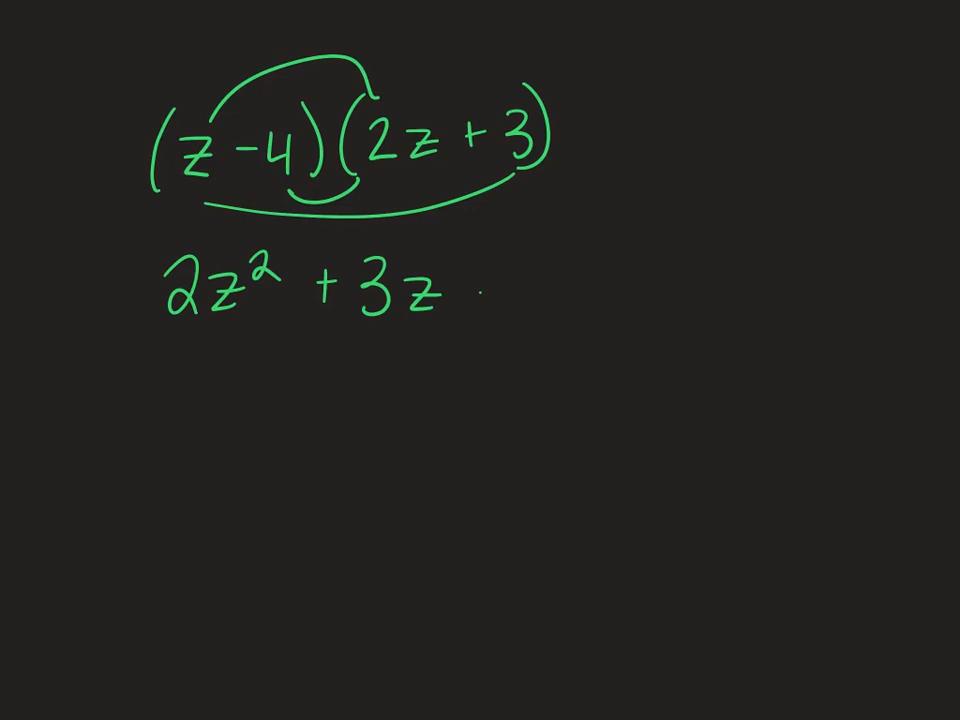 (z - 4)(2z + 3)
2z² + 3z